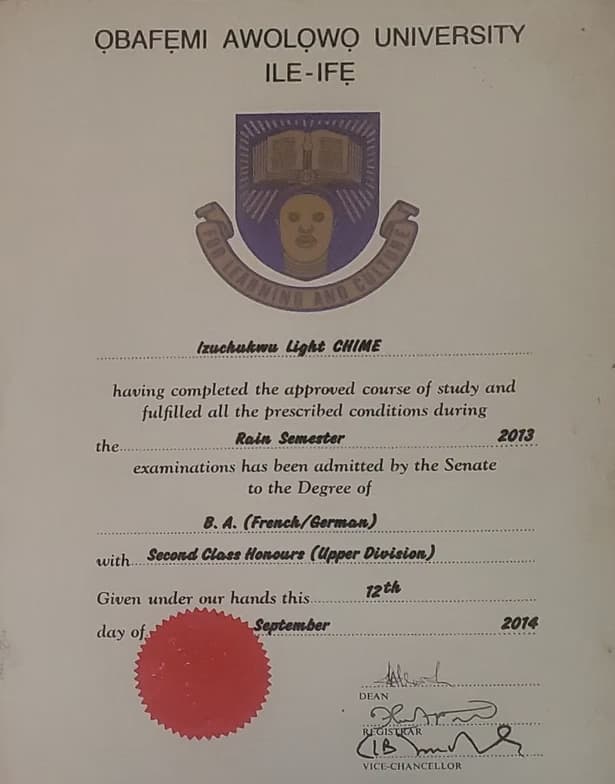 ỌBAFẸMI AWOLỌWỌ UNIVERSITY
ILE-IFẸ
FOR LEARNING AND CULTURE
Izuchukwu Light CHIME
having completed the approved course of study and
fulfilled all the prescribed conditions during
the Rain Semester 2013
examinations has been admitted by the Senate
to the Degree of
B. A. (French/German)
with Second Class Honours (Upper Division)
Given under our hands this 12th
day of September 2014
DEAN
REGISTRAR
VICE-CHANCELLOR